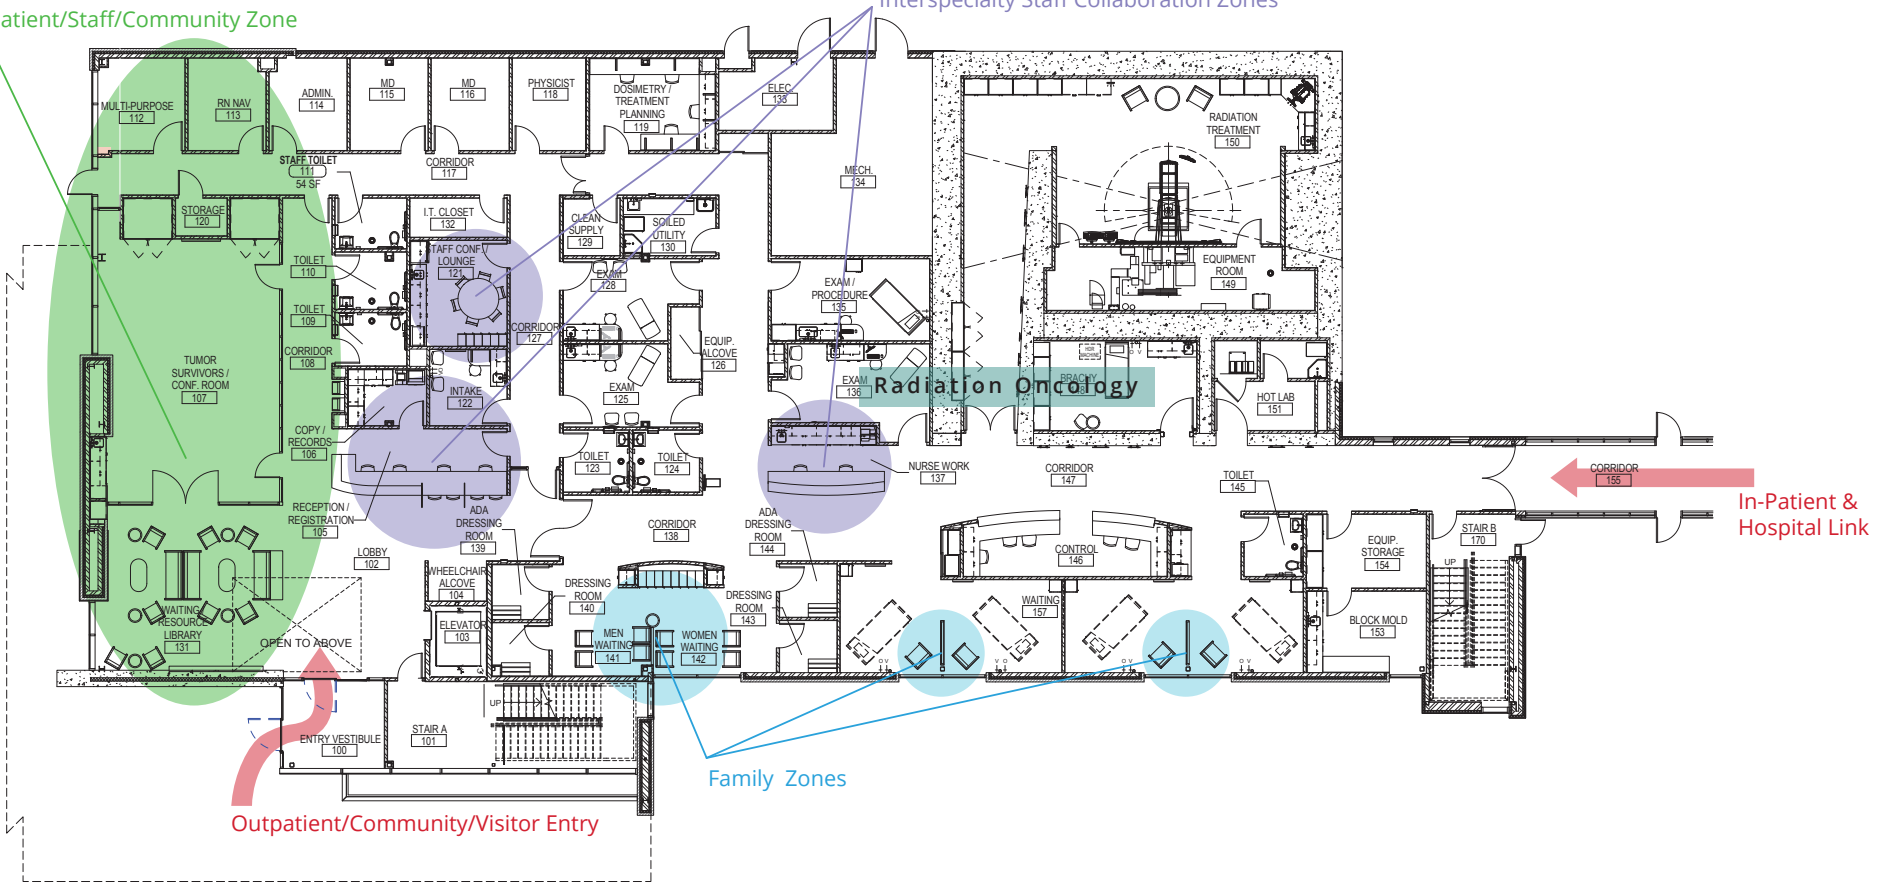 atient/Staff/Community Zone
Interspecialty Staff Collaboration Zones
MULTI-PURPOSE
112
RN NAV
113
ADMIN.
114
MD
115
MD
116
PHYSICIST
118
DOSIMETRY /
TREATMENT
PLANNING
119
ELEC.
133
RADIATION
TREATMENT
150
STAFF TOILET
111
54 SF
CORRIDOR
117
MECH.
134
STORAGE
120
I.T. CLOSET
132
CLEAN
SUPPLY
129
SOILED
UTILITY
130
STAFF CONF./
LOUNGE
121
TOILET
110
EXAM
128
EXAM /
PROCEDURE
135
EQUIPMENT
ROOM
149
TOILET
109
CORRIDOR
127
CORRIDOR
108
EQUIP.
ALCOVE
126
TUMOR
SURVIVORS /
CONF. ROOM
107
INTAKE
122
EXAM
125
EXAM
136
Radiation Oncology
HDR
MACHINE
O V
BRACHY
HOT LAB
151
COPY /
RECORDS
106
TOILET
123
TOILET
124
NURSE WORK
137
CORRIDOR
147
TOILET
145
CORRIDOR
155
In-Patient &
Hospital Link
RECEPTION /
REGISTRATION
105
ADA
DRESSING
ROOM
139
CORRIDOR
138
ADA
DRESSING
ROOM
144
CONTROL
146
EQUIP.
STORAGE
154
STAIR B
170
UP
LOBBY
102
WHEELCHAIR
ALCOVE
104
DRESSING
ROOM
140
DRESSING
ROOM
143
WAITING
157
BLOCK MOLD
153
WAITING
RESOURCE
LIBRARY
131
OPEN TO ABOVE
ELEVATOR
103
MEN
WAITING
141
WOMEN
WAITING
142
O V
V O
O V
O V
UP
ENTRY VESTIBULE
100
STAIR A
101
Family Zones
Outpatient/Community/Visitor Entry